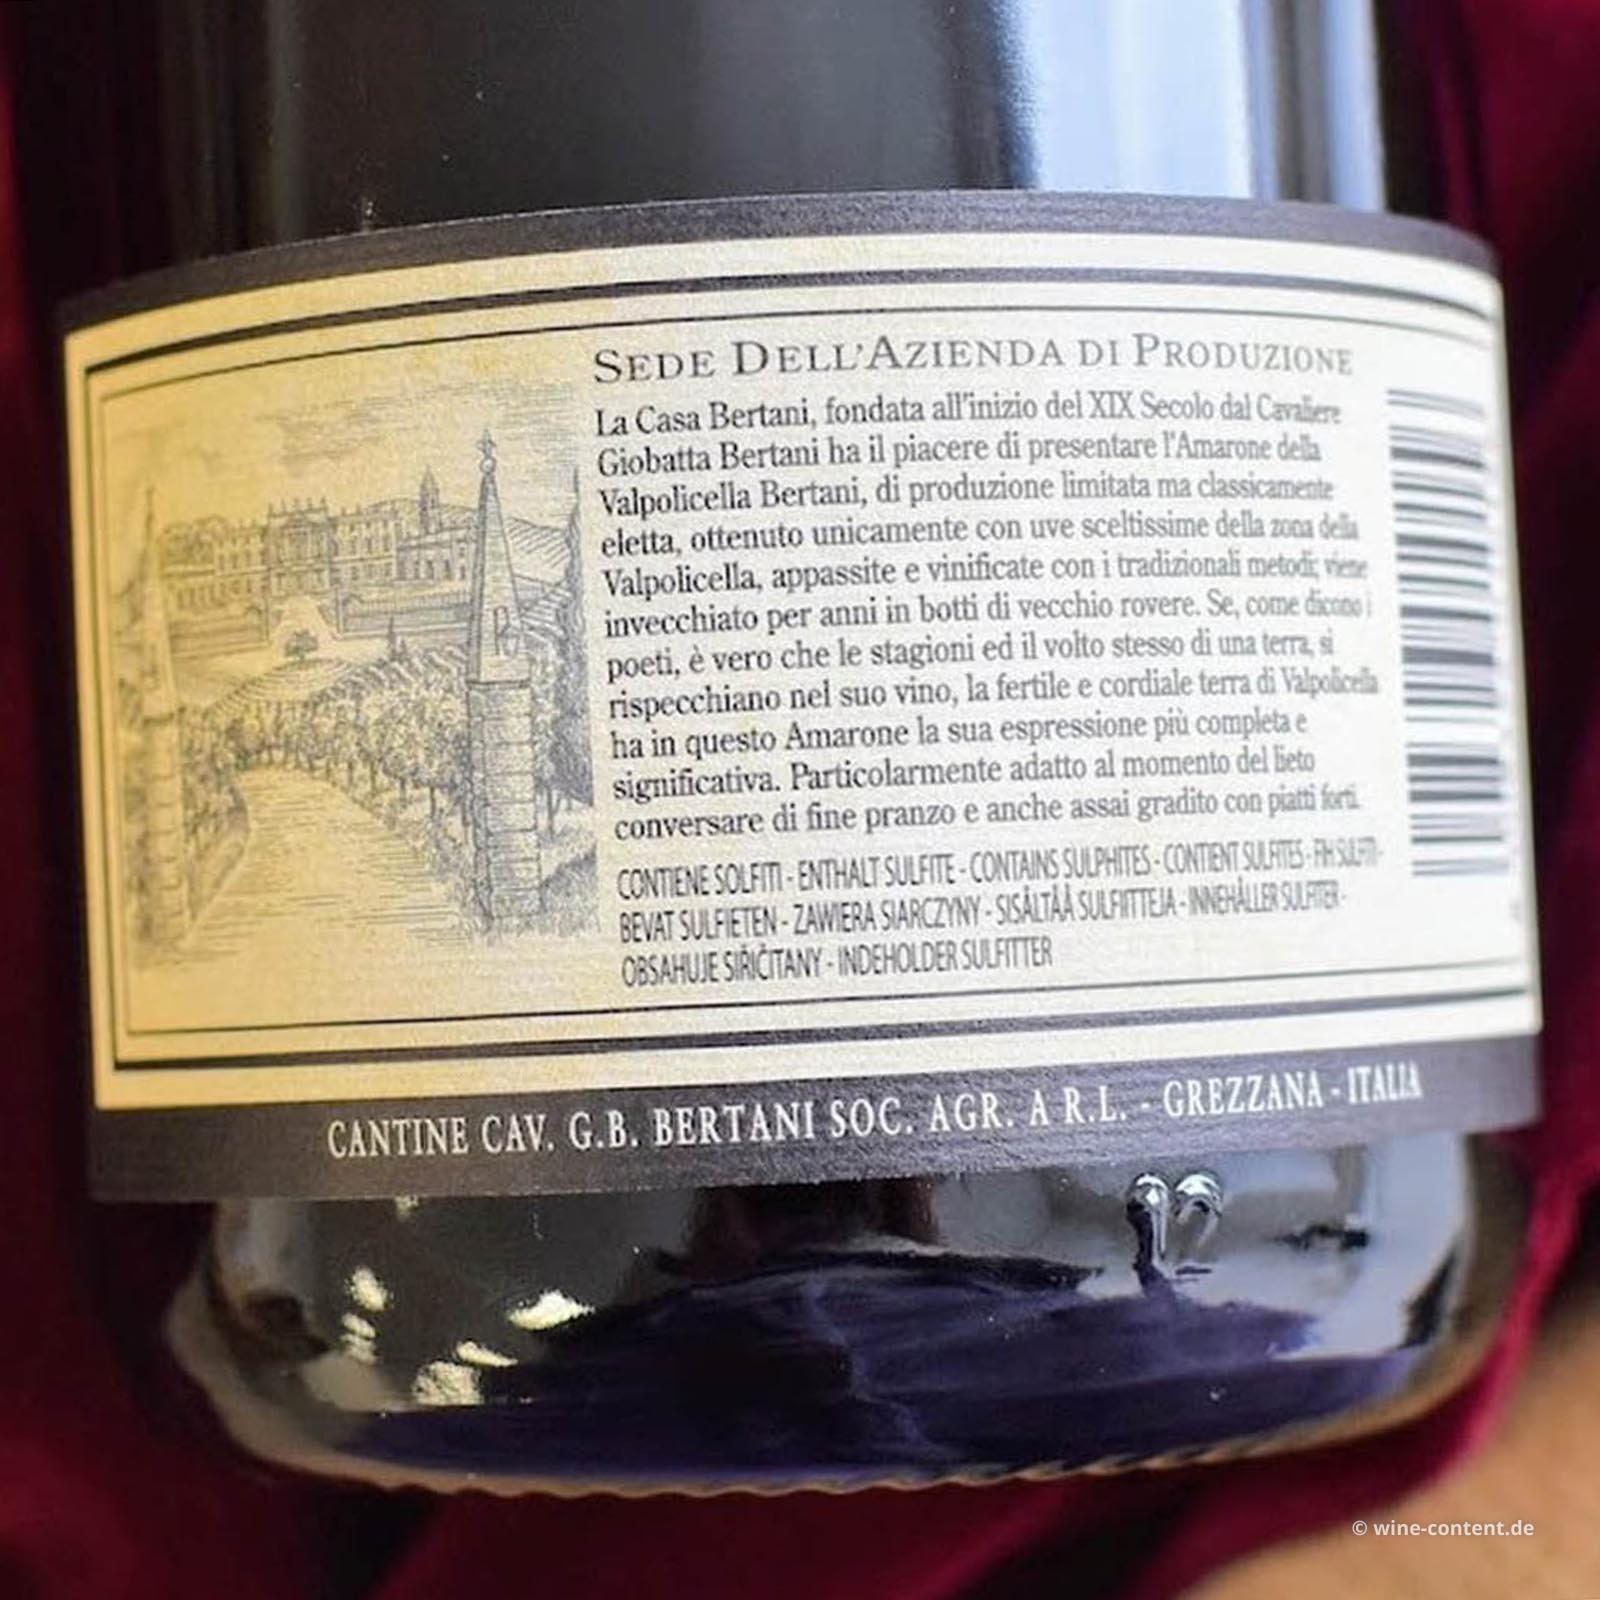 SEDE DELL'AZIENDA DI PRODUZIONE
La Casa Bertani, fondata all'inizio del XIX Secolo dal Cavaliere
Giobatta Bertani ha il piacere di presentare l'Amarone della
Valpolicella Bertani, di produzione limitata ma classicamente
eletta, ottenuto unicamente con uve sceltissime della zona della
Valpolicella, appassite e vinificate con i tradizionali metodi; viene
invecchiato per anni in botti di vecchio rovere. Se, come dicono i
poeti, è vero che le stagioni ed il volto stesso di una terra, si
rispecchiano nel suo vino, la fertile e cordiale terra di Valpolicella
ha in questo Amarone la sua espressione più completa e
significativa. Particolarmente adatto al momento del lieto
conversare di fine pranzo e anche assai gradito con piatti forti.
CONTIENE SOLFITI - ENTHALT SULFITE - CONTAINS SULPHITES - CONTIENT SULFITES -
BEVAT SULFIETEN - ZAWIERA SIARCZYNY - SISÄLTÄÄ SULFIITTEJA - INNEHÅLLER SULFITER -
OBSAHUJE SIŘIČITANY - INDEHOLDER SULFITTER
CANTINE CAV. G.B. BERTANI SOC. AGR. A R.L. - GREZZANA - ITALIA
© wine-content.de